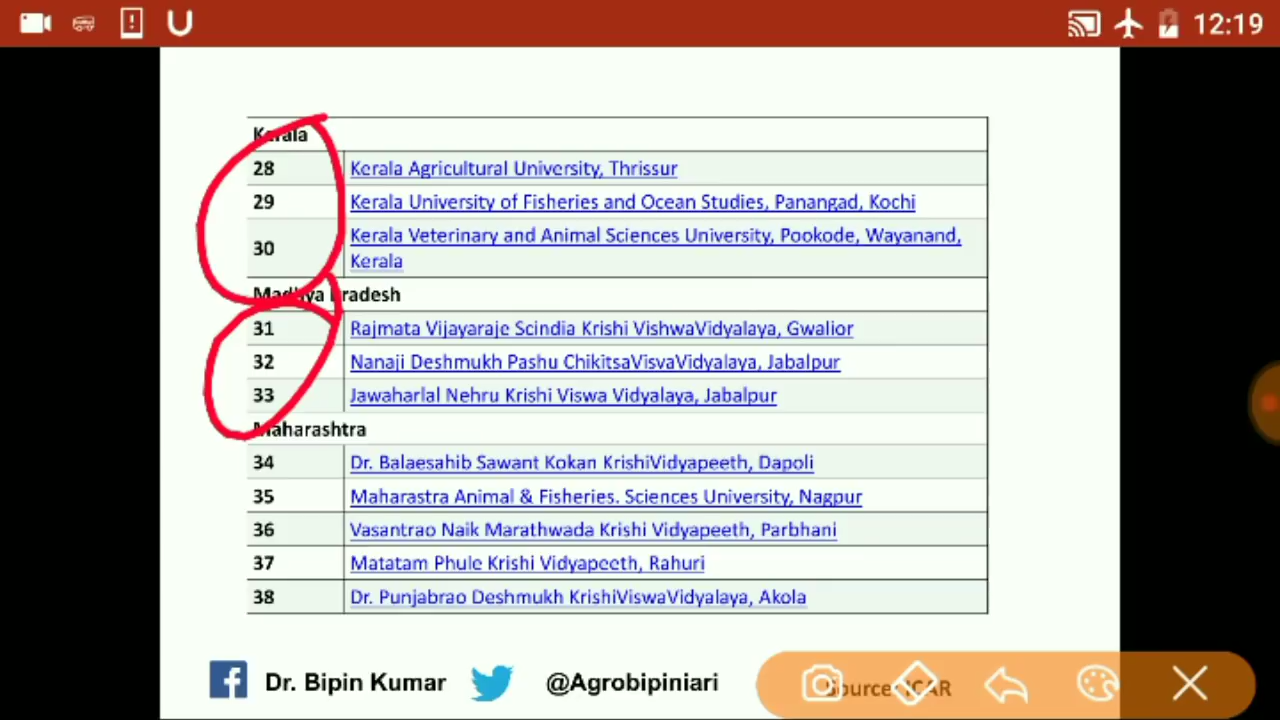 12:19
Kerala
28 Kerala Agricultural University, Thrissur
29 Kerala University of Fisheries and Ocean Studies, Panangad, Kochi
30 Kerala Veterinary and Animal Sciences University, Pookode, Wayanand,
Kerala
Madhya Pradesh
31 Rajmata Vijayaraje Scindia Krishi VishwaVidyalaya, Gwalior
32 Nanaji Deshmukh Pashu ChikitsaVisvaVidyalaya, Jabalpur
33 Jawaharlal Nehru Krishi Viswa Vidyalaya, Jabalpur
Maharashtra
34 Dr. Balaesahib Sawant Kokan KrishiVidyapeeth, Dapoli
35 Maharastra Animal & Fisheries. Sciences University, Nagpur
36 Vasantrao Naik Marathwada Krishi Vidyapeeth, Parbhani
37 Matatam Phule Krishi Vidyapeeth, Rahuri
38 Dr. Punjabrao Deshmukh KrishiViswaVidyalaya, Akola
Dr. Bipin Kumar @Agrobipiniari Source: ICAR